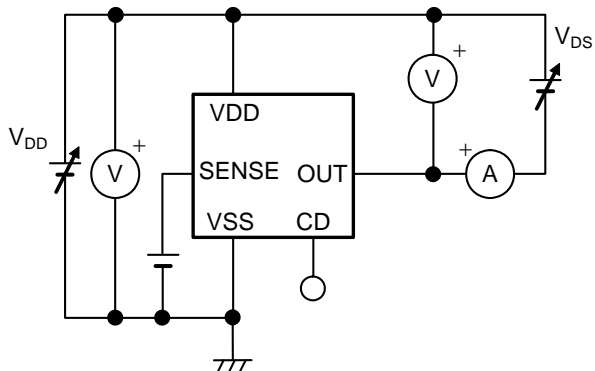 + V VDS
VDD
VDD + V
SENSE OUT + A
VSS CD